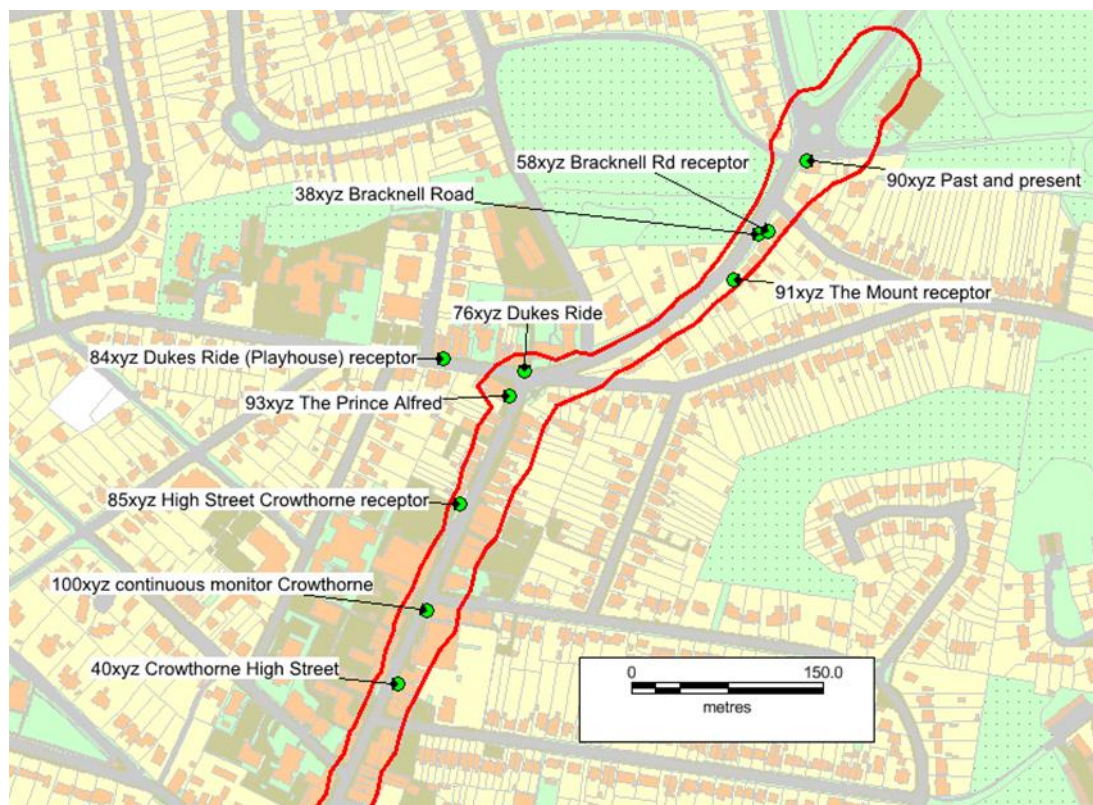 58xyz Bracknell Rd receptor
38xyz Bracknell Road
90xyz Past and present
91xyz The Mount receptor
76xyz Dukes Ride
84xyz Dukes Ride (Playhouse) receptor
93xyz The Prince Alfred
85xyz High Street Crowthorne receptor
100xyz continuous monitor Crowthorne
40xyz Crowthorne High Street
0 150.0
metres